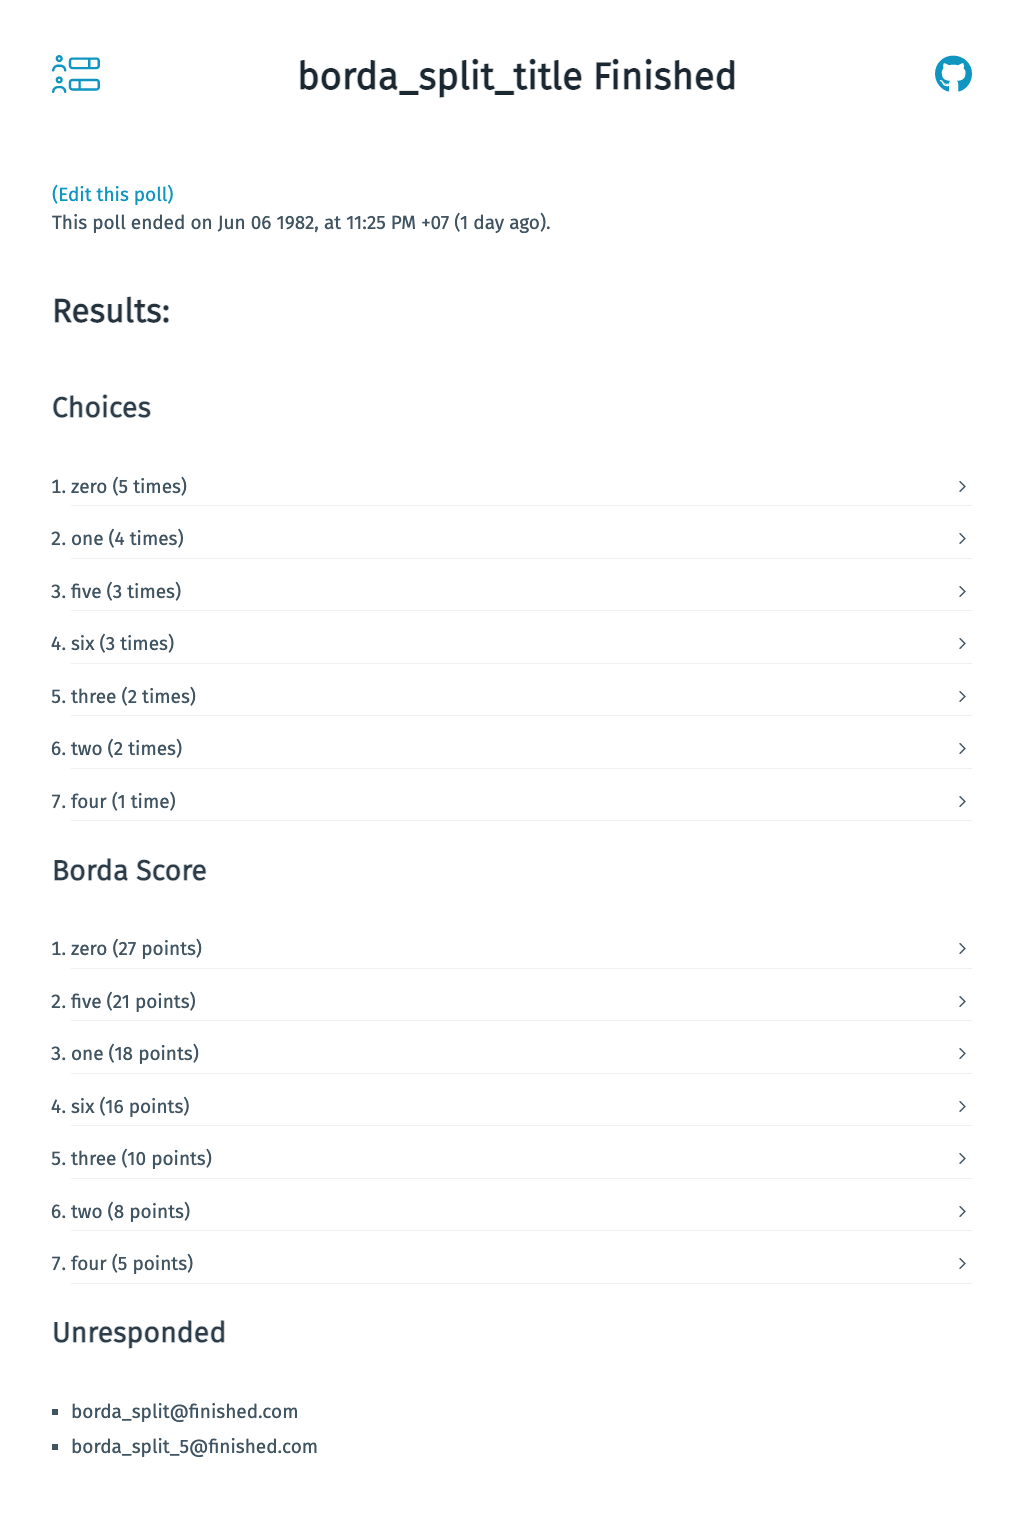 borda_split_title Finished
(Edit this poll)
This poll ended on Jun 06 1982, at 11:25 PM +07 (1 day ago).
Results:
Choices
1. zero (5 times)
2. one (4 times)
3. five (3 times)
4. six (3 times)
5. three (2 times)
6. two (2 times)
7. four (1 time)
Borda Score
1. zero (27 points)
2. five (21 points)
3. one (18 points)
4. six (16 points)
5. three (10 points)
6. two (8 points)
7. four (5 points)
Unresponded
borda_split@finished.com
borda_split_5@finished.com